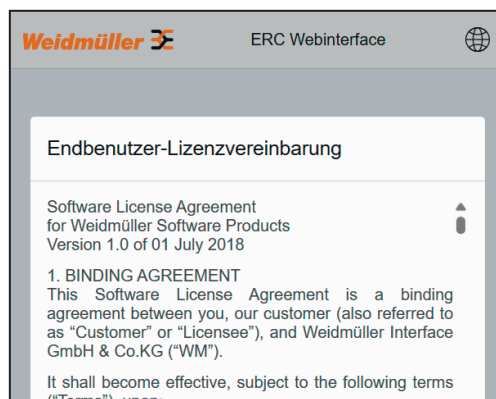 Weidmüller
ERC Webinterface
Endbenutzer-Lizenzvereinbarung
Software License Agreement
for Weidmüller Software Products
Version 1.0 of 01 July 2018
1. BINDING AGREEMENT
This Software License Agreement is a binding
agreement between you, our customer (also referred to
as “Customer” or “Licensee”), and Weidmüller Interface
GmbH & Co.KG (“WM”).
It shall become effective, subject to the following terms
(“Terms”), upon: